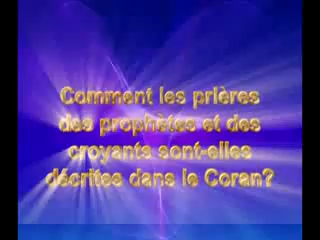 Comment les prières
des prophètes et des
croyants sont-elles
décrites dans le Coran?